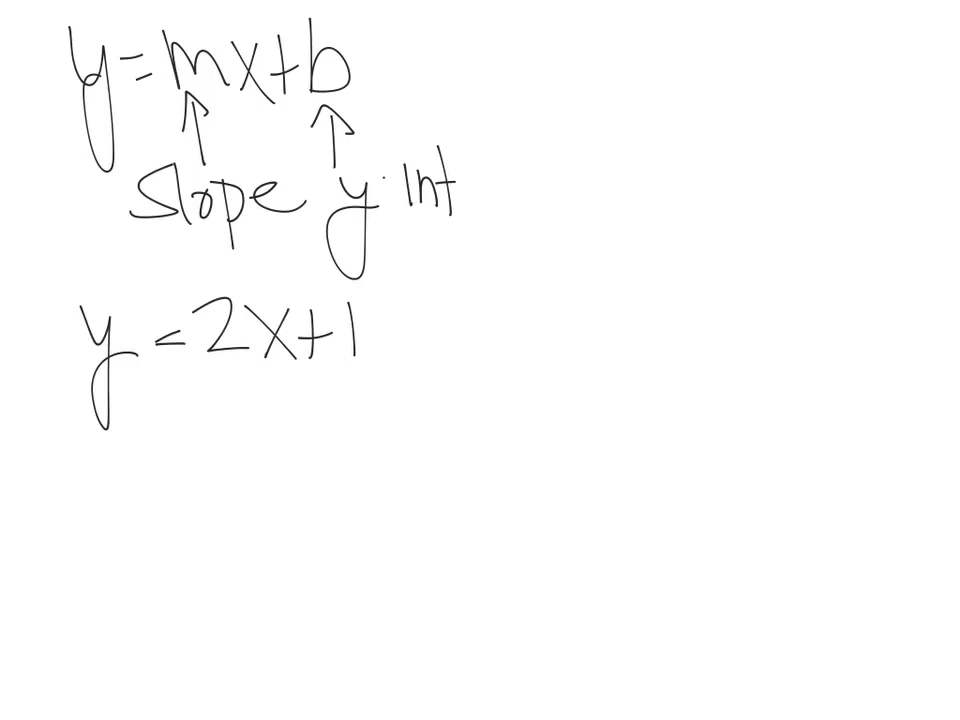 y = mx + b
slope y. Int
y = 2x + 1